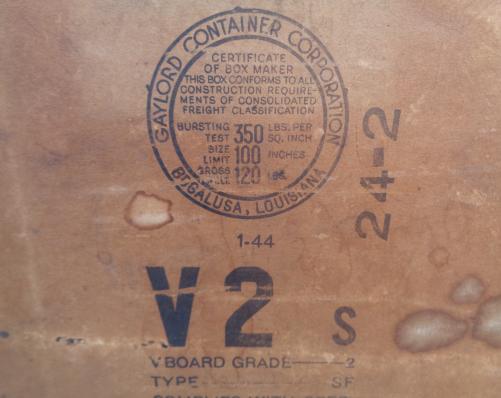 GAYLORD CONTAINER CORPORATION
CERTIFICATE
OF BOX MAKER
THIS BOX CONFORMS TO ALL
CONSTRUCTION REQUIRE-
MENTS OF CONSOLIDATED
FREIGHT CLASSIFICATION
BURSTING TEST 350 LBS. PER SQ. INCH
SIZE LIMIT 100 INCHES
GROSS 120 LBS.
BOGALUSA, LOUISIANA
24-2
1-44
V2 S
V BOARD GRADE——2
TYPE—— SF